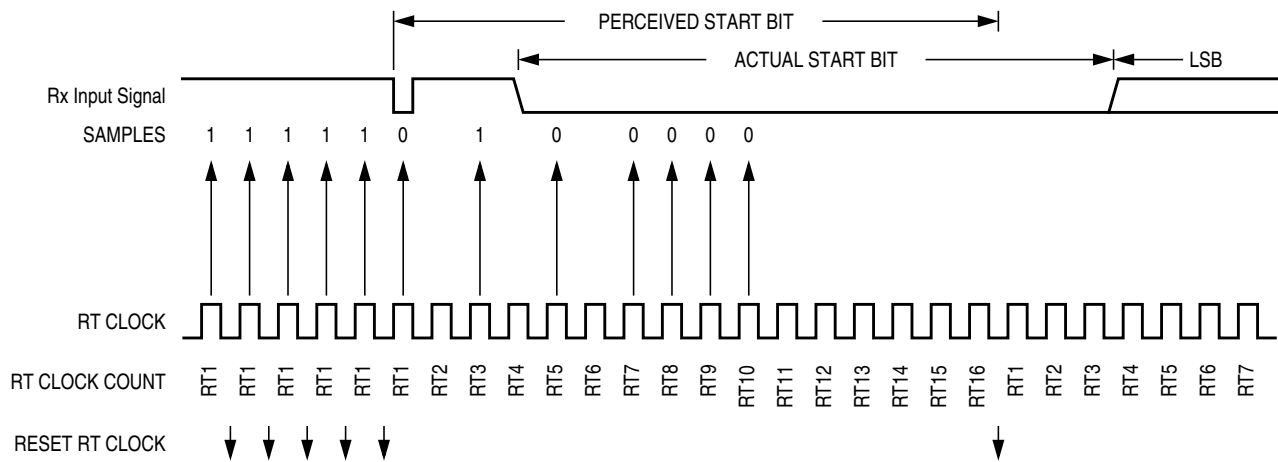 PERCEIVED START BIT
ACTUAL START BIT LSB
Rx Input Signal
SAMPLES 1 1 1 1 1 0 1 0 0 0 0 0
RT CLOCK
RT CLOCK COUNT RT1 RT1 RT1 RT1 RT1 RT1 RT2 RT3 RT4 RT5 RT6 RT7 RT8 RT9 RT10 RT11 RT12 RT13 RT14 RT15 RT16 RT1 RT2 RT3 RT4 RT5 RT6 RT7
RESET RT CLOCK